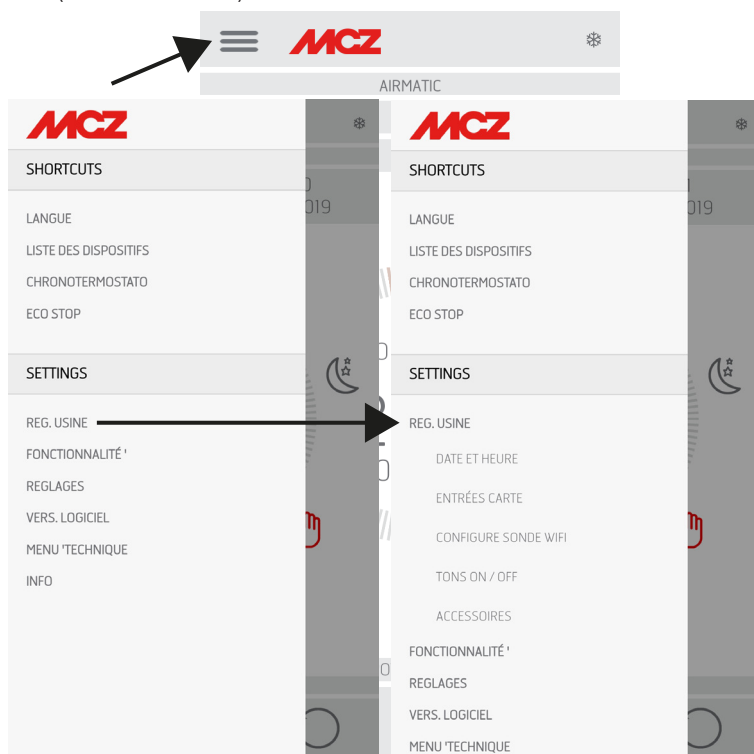 MCZ
AIRMATIC
MCZ
SHORTCUTS
LANGUE
LISTE DES DISPOSITIFS
CHRONOTERMOSTATO
ECO STOP
SETTINGS
REG. USINE
FONCTIONNALITÉ '
REGLAGES
VERS. LOGICIEL
MENU 'TECHNIQUE
INFO
019
MCZ
SHORTCUTS
LANGUE
LISTE DES DISPOSITIFS
CHRONOTERMOSTATO
ECO STOP
SETTINGS
REG. USINE
DATE ET HEURE
ENTRÉES CARTE
CONFIGURE SONDE WIFI
TONS ON / OFF
ACCESSOIRES
FONCTIONNALITÉ '
REGLAGES
VERS. LOGICIEL
MENU 'TECHNIQUE
019